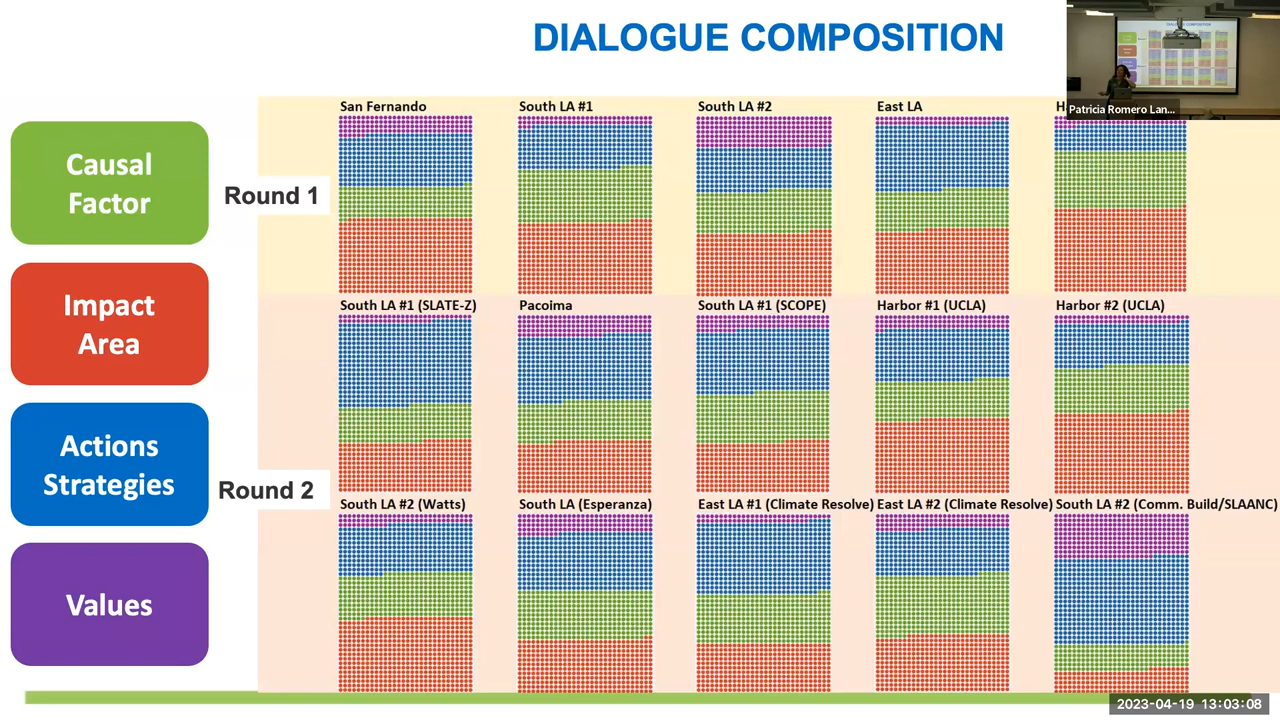 DIALOGUE COMPOSITION
Patricia Romero Lan...
Causal
Factor
Impact
Area
Actions
Strategies
Values
Round 1
Round 2
San Fernando
South LA #1
South LA #2
East LA
South LA #1 (SLATE-Z)
Pacoima
South LA #1 (SCOPE)
Harbor #1 (UCLA)
Harbor #2 (UCLA)
South LA #2 (Watts)
South LA (Esperanza)
East LA #1 (Climate Resolve)
East LA #2 (Climate Resolve)
South LA #2 (Comm. Build/SLAANC)
2023-04-19 13:03:08